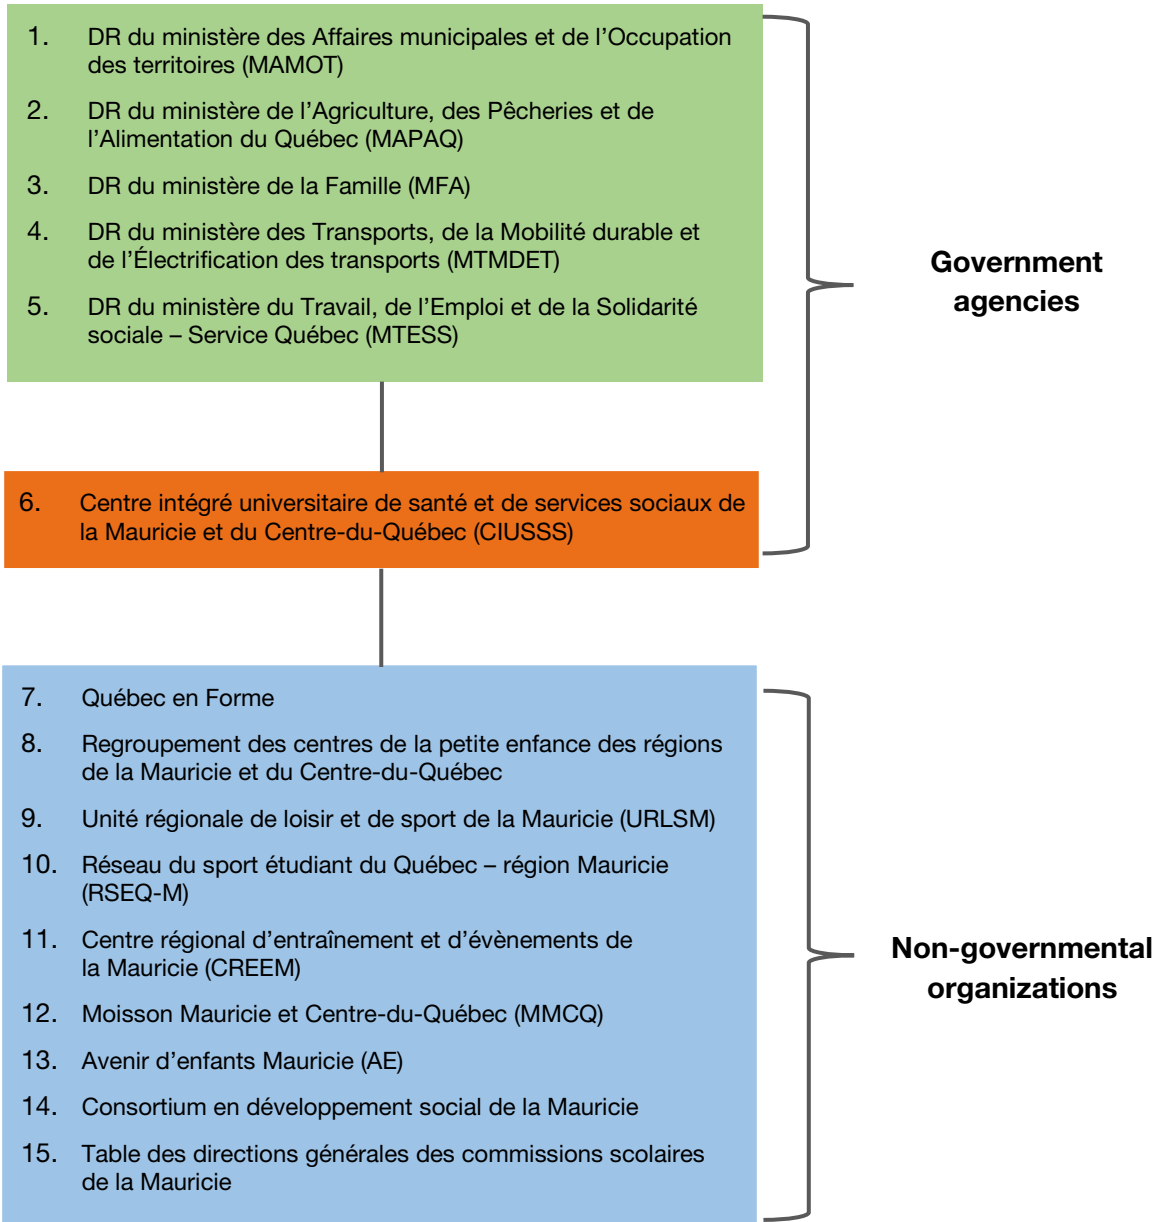 1. DR du ministère des Affaires municipales et de l’Occupation
des territoires (MAMOT)
2. DR du ministère de l’Agriculture, des Pêcheries et de
l’Alimentation du Québec (MAPAQ)
3. DR du ministère de la Famille (MFA)
4. DR du ministère des Transports, de la Mobilité durable et
de l’Électrification des transports (MTMDET)
5. DR du ministère du Travail, de l’Emploi et de la Solidarité
sociale – Service Québec (MTESS)
Government
agencies
6. Centre intégré universitaire de santé et de services sociaux de
la Mauricie et du Centre-du-Québec (CIUSSS)
7. Québec en Forme
8. Regroupement des centres de la petite enfance des régions
de la Mauricie et du Centre-du-Québec
9. Unité régionale de loisir et de sport de la Mauricie (URLSM)
10. Réseau du sport étudiant du Québec – région Mauricie
(RSEQ-M)
11. Centre régional d’entraînement et d’évènements de
la Mauricie (CREEM)
12. Moisson Mauricie et Centre-du-Québec (MMCQ)
13. Avenir d’enfants Mauricie (AE)
14. Consortium en développement social de la Mauricie
15. Table des directions générales des commissions scolaires
de la Mauricie
Non-governmental
organizations